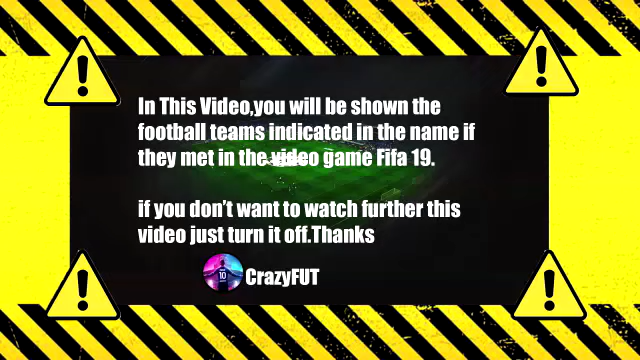 In This Video,you will be shown the
football teams indicated in the name if
they met in the video game Fifa 19.
if you don't want to watch further this
video just turn it off.Thanks
CrazyFUT
10